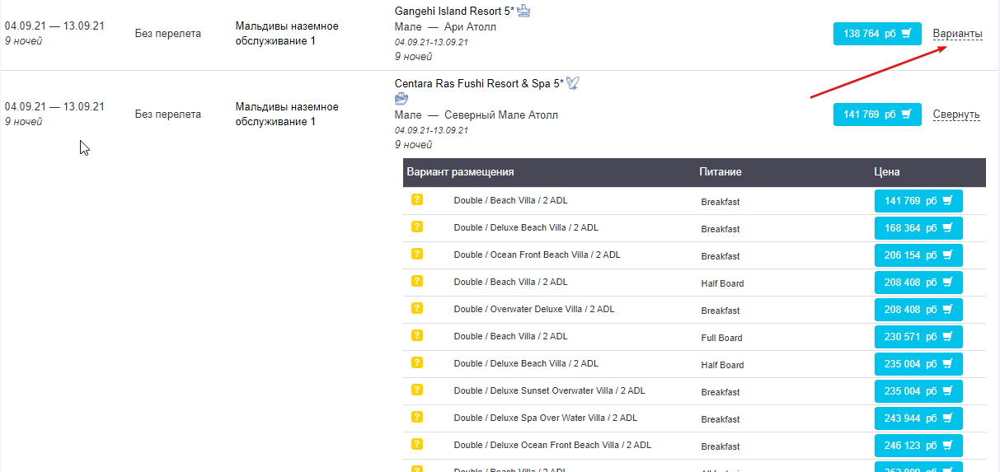 04.09.21 — 13.09.21
9 ночей
Без перелета
Мальдивы наземное
обслуживание 1
Gangehi Island Resort 5*
Мале — Ари Атолл
04.09.21-13.09.21
9 ночей
138 764 рб
Варианты
04.09.21 — 13.09.21
9 ночей
Без перелета
Мальдивы наземное
обслуживание 1
Centara Ras Fushi Resort & Spa 5*
Мале — Северный Мале Атолл
04.09.21-13.09.21
9 ночей
141 769 рб
Свернуть
Вариант размещения Питание Цена
? Double / Beach Villa / 2 ADL Breakfast 141 769 рб
? Double / Deluxe Beach Villa / 2 ADL Breakfast 168 364 рб
? Double / Ocean Front Beach Villa / 2 ADL Breakfast 206 154 рб
? Double / Beach Villa / 2 ADL Half Board 208 408 рб
? Double / Overwater Deluxe Villa / 2 ADL Breakfast 208 408 рб
? Double / Beach Villa / 2 ADL Full Board 230 571 рб
? Double / Deluxe Beach Villa / 2 ADL Half Board 235 004 рб
? Double / Deluxe Sunset Overwater Villa / 2 ADL Breakfast 235 004 рб
? Double / Deluxe Spa Over Water Villa / 2 ADL Breakfast 243 944 рб
? Double / Deluxe Ocean Front Beach Villa / 2 ADL Breakfast 246 123 рб
? Double / Beach Villa / 2 ADL